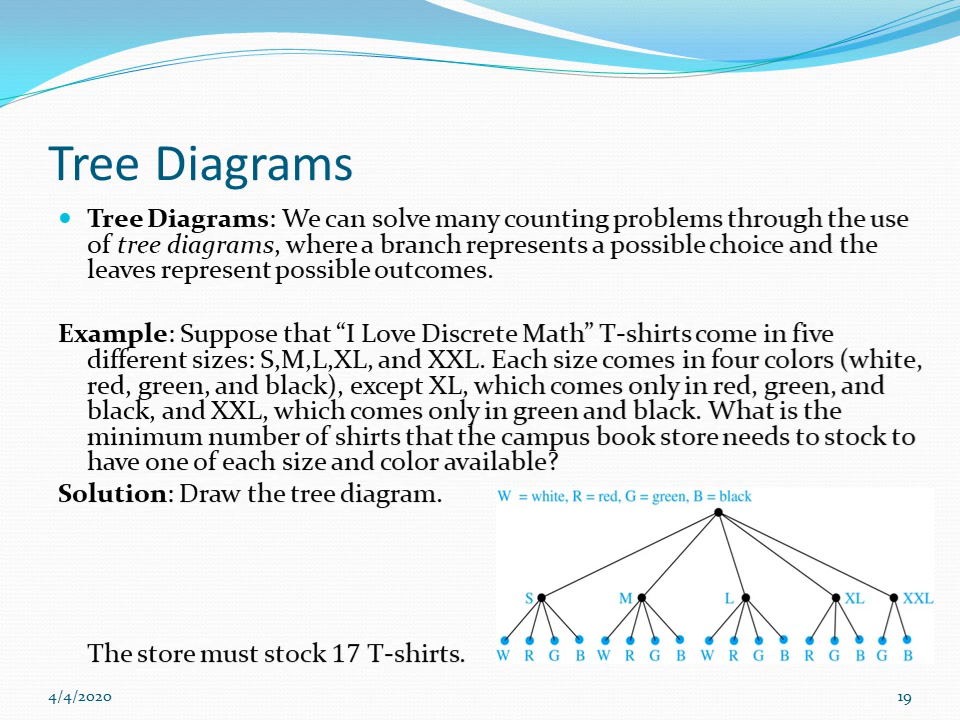 Tree Diagrams
Tree Diagrams: We can solve many counting problems through the use
of tree diagrams, where a branch represents a possible choice and the
leaves represent possible outcomes.
Example: Suppose that “I Love Discrete Math” T-shirts come in five
different sizes: S,M,L,XL, and XXL. Each size comes in four colors (white,
red, green, and black), except XL, which comes only in red, green, and
black, and XXL, which comes only in green and black. What is the
minimum number of shirts that the campus book store needs to stock to
have one of each size and color available?
Solution: Draw the tree diagram.
W = white, R = red, G = green, B = black
S M L XL XXL
W R G B W R G B W R G B R G B G B
The store must stock 17 T-shirts.
4/4/2020
19